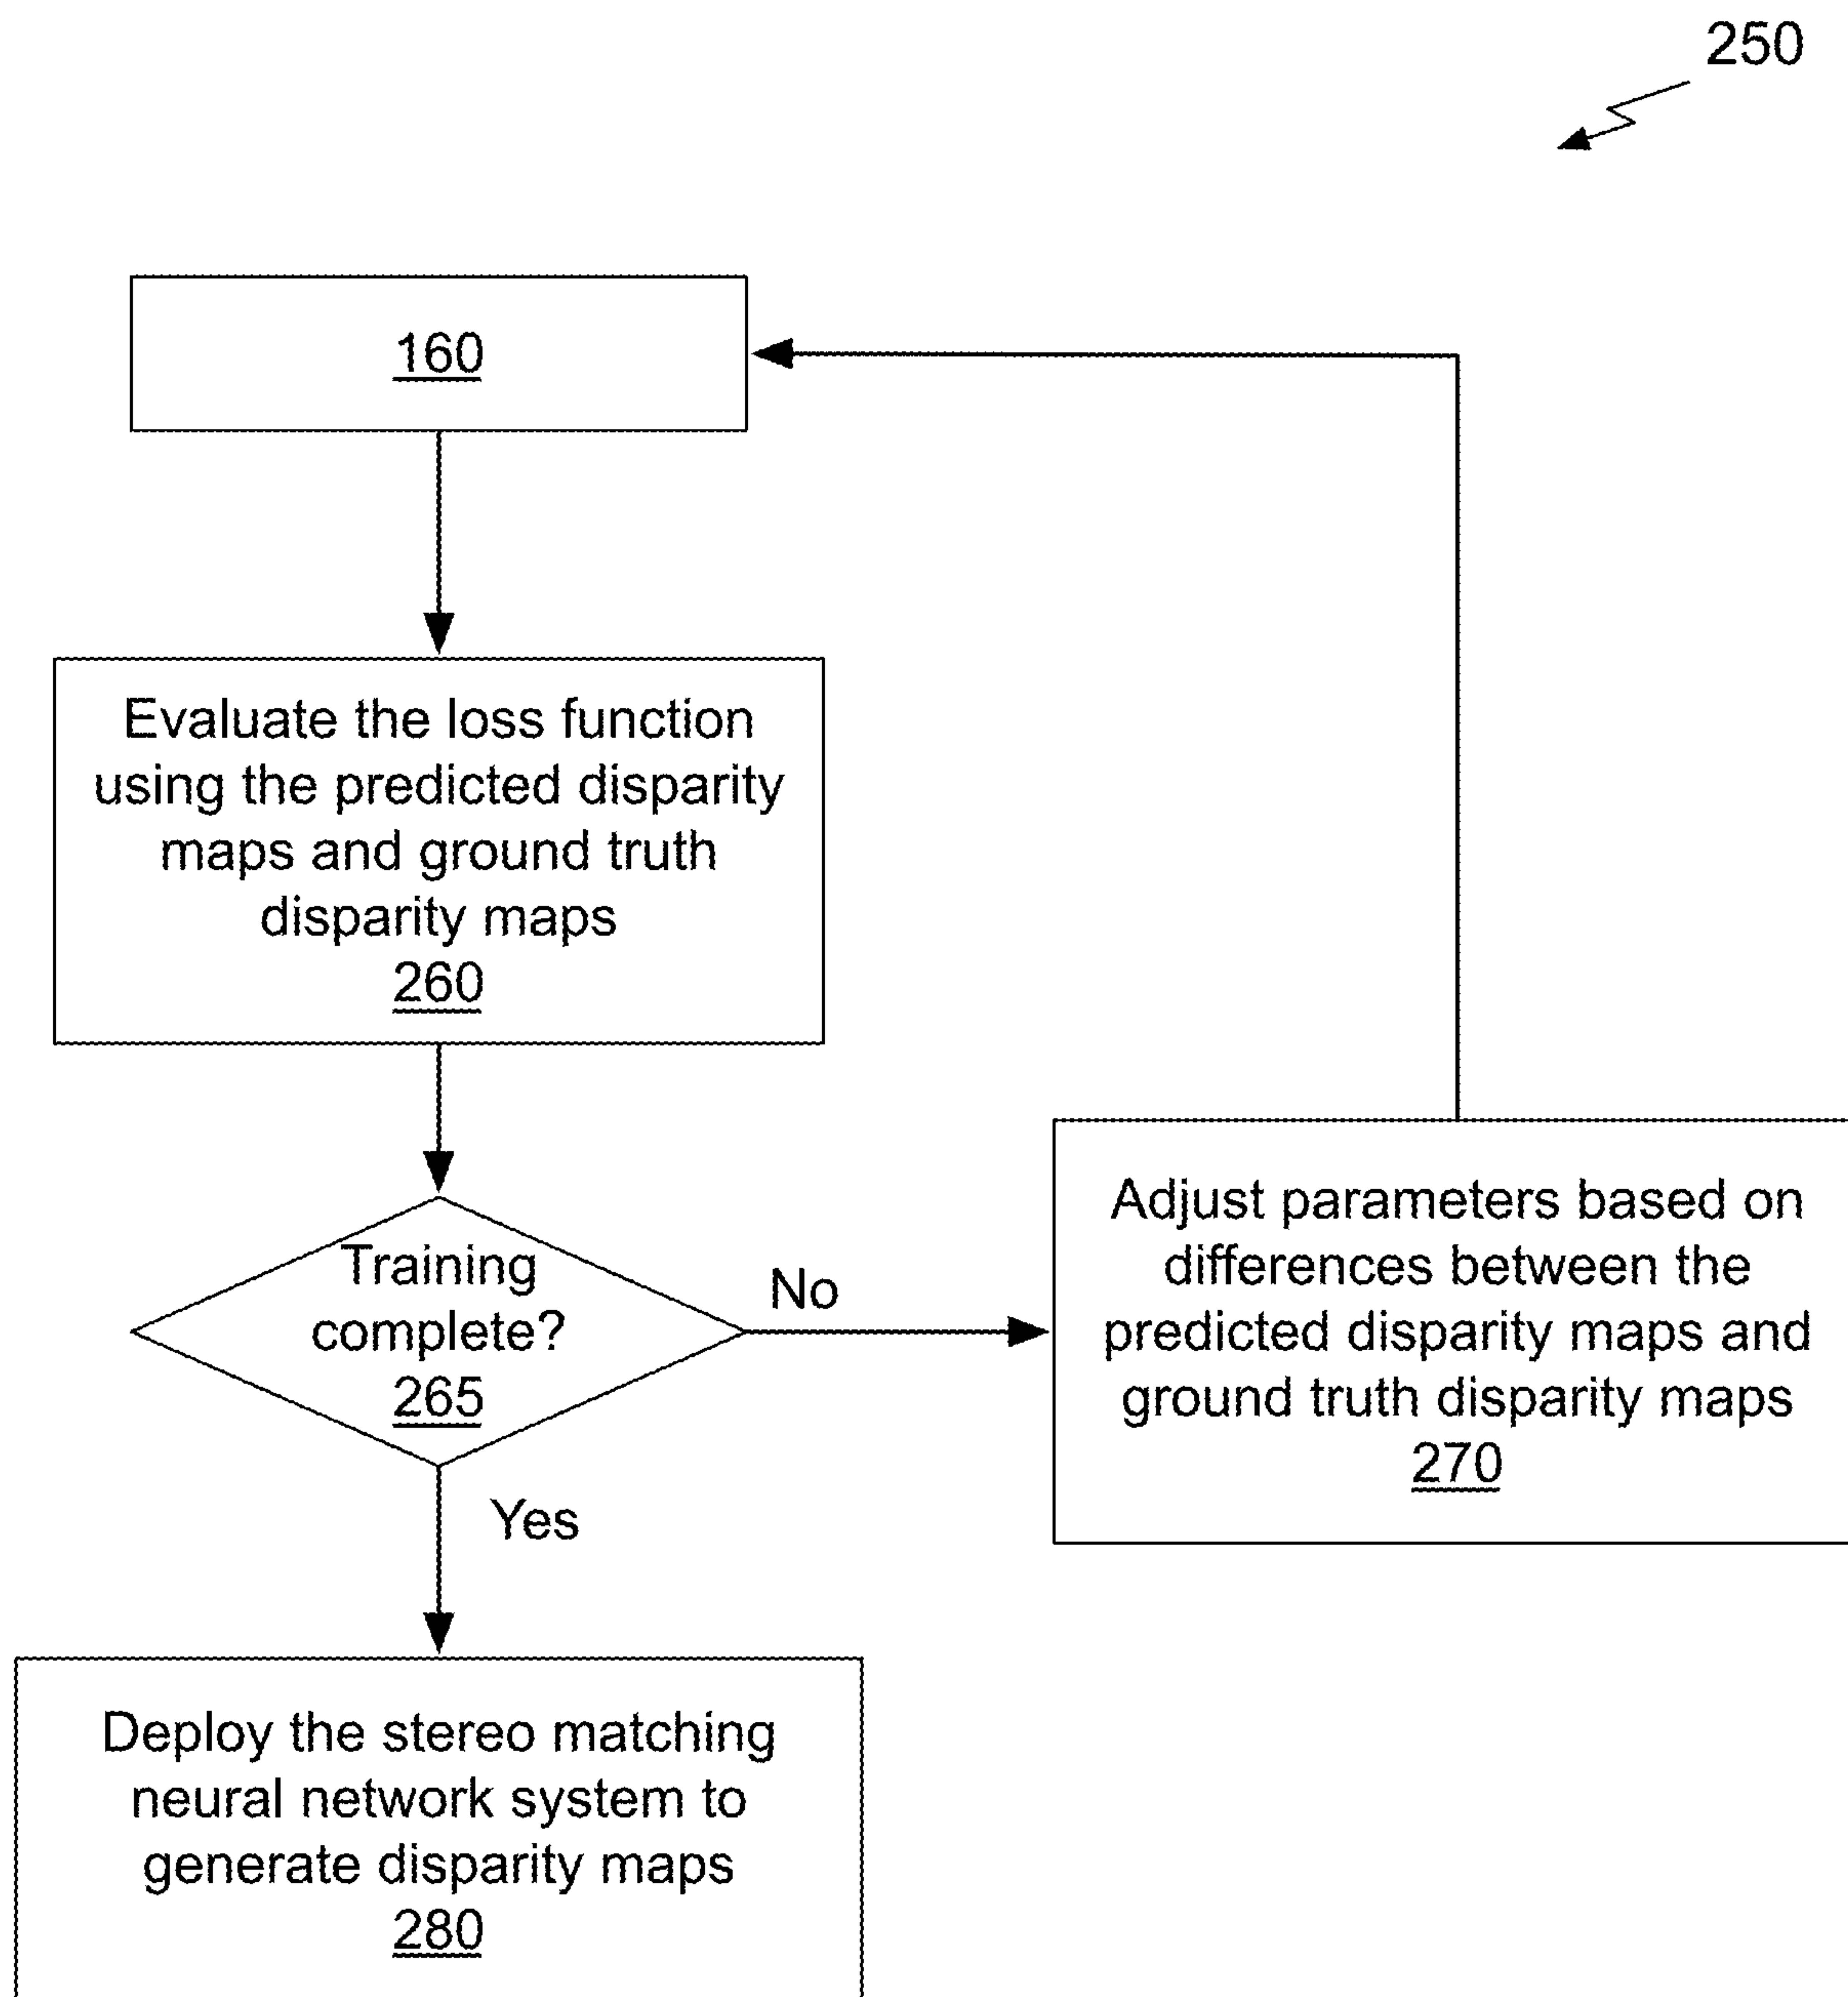 250
160
Evaluate the loss function
using the predicted disparity
maps and ground truth
disparity maps
260
Training
complete?
265
No
Adjust parameters based on
differences between the
predicted disparity maps and
ground truth disparity maps
270
Yes
Deploy the stereo matching
neural network system to
generate disparity maps
280